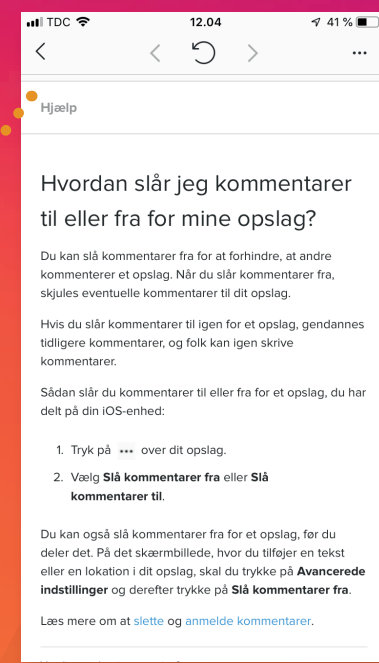 TDC 12.04 41 %
Hjælp
Hvordan slår jeg kommentarer
til eller fra for mine opslag?
Du kan slå kommentarer fra for at forhindre, at andre
kommenterer et opslag. Når du slår kommentarer fra,
skjules eventuelle kommentarer til dit opslag.
Hvis du slår kommentarer til igen for et opslag, gendannes
tidligere kommentarer, og folk kan igen skrive
kommentarer.
Sådan slår du kommentarer til eller fra for et opslag, du har
delt på din iOS-enhed:
1. Tryk på ••• over dit opslag.
2. Vælg Slå kommentarer fra eller Slå
kommentarer til.
Du kan også slå kommentarer fra for et opslag, før du
deler det. På det skærmbillede, hvor du tilføjer en tekst
eller en lokation i dit opslag, skal du trykke på Avancerede
indstillinger og derefter trykke på Slå kommentarer fra.
Læs mere om at slette og anmelde kommentarer.